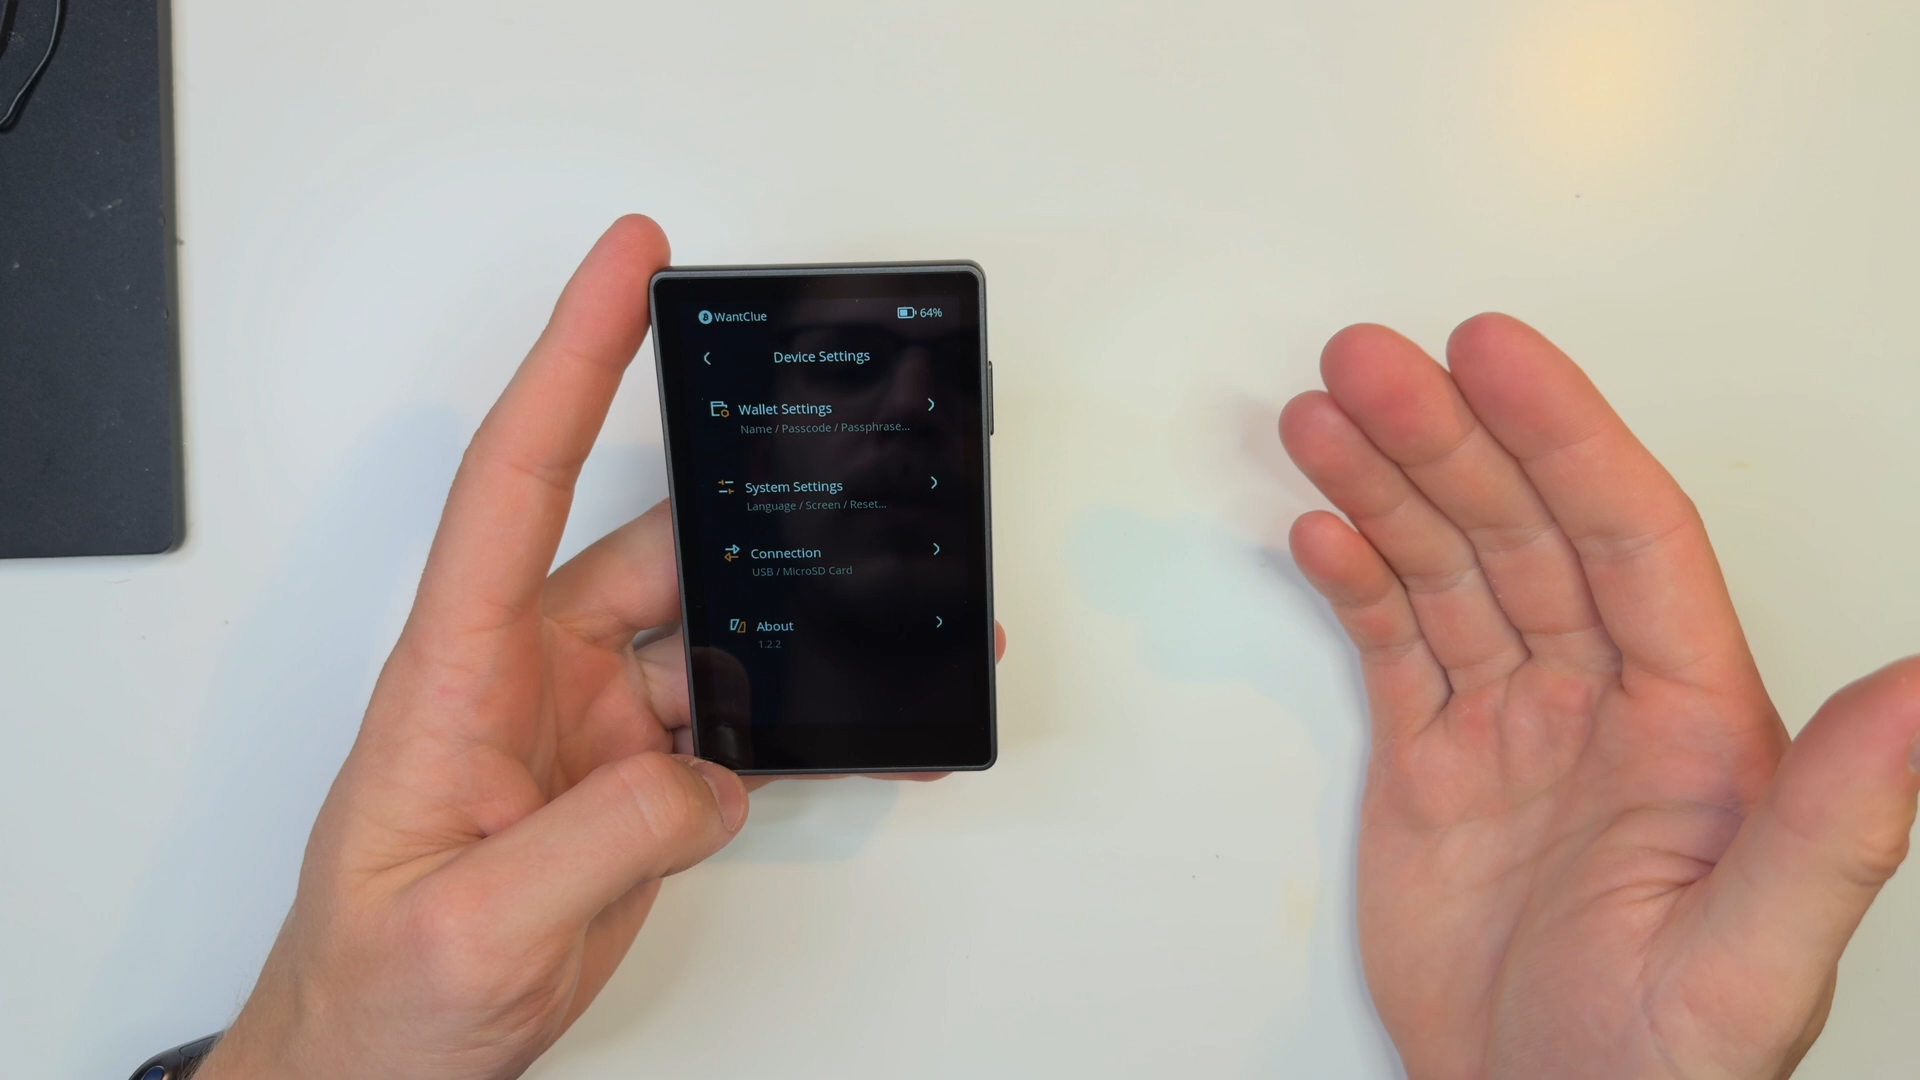 WantClue
64%
Device Settings
Wallet Settings
Name / Passcode / Passphrase...
System Settings
Language / Screen / Reset...
Connection
USB / MicroSD Card
About
1.2.2